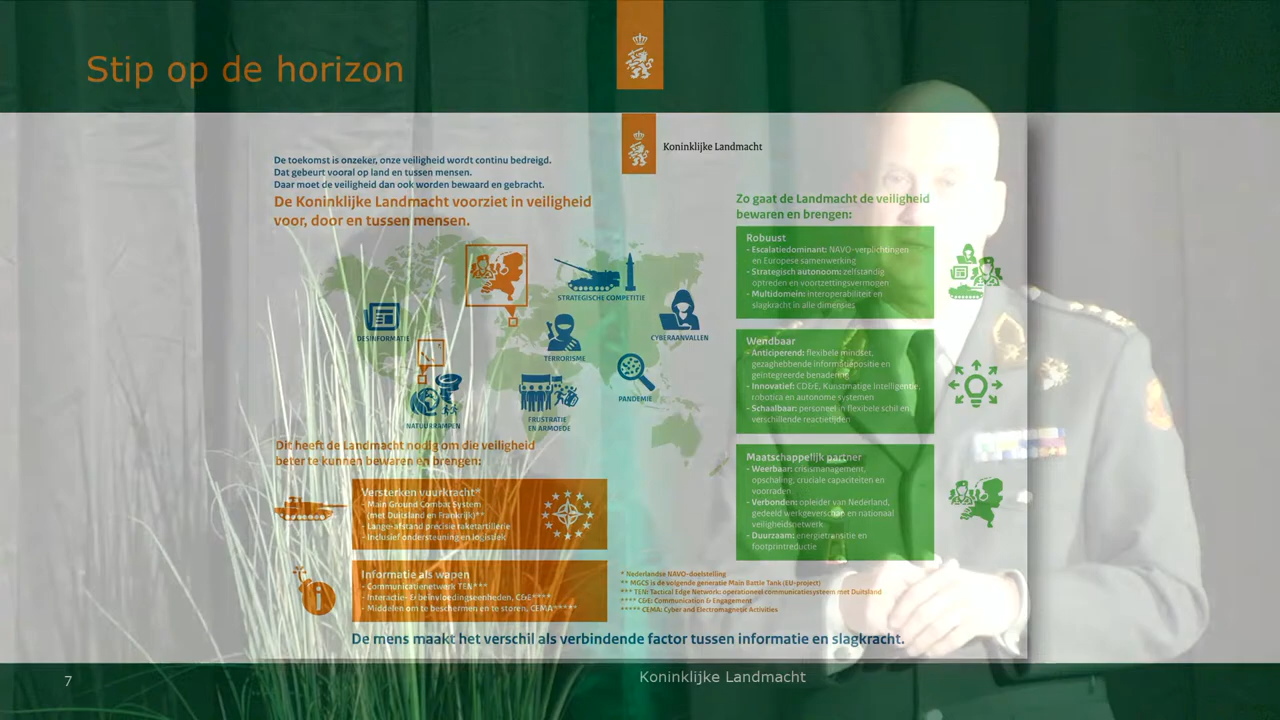 Stip op de horizon
Koninklijke Landmacht
De toekomst is onzeker, onze veiligheid wordt continu bedreigd.
Dat gebeurt vooral op land en tussen mensen.
Daar moet de veiligheid dan ook worden bewaard en gebracht.
De Koninklijke Landmacht voorziet in veiligheid
voor, door en tussen mensen.
STRATEGISCHE COMPETITIE
DESINFORMATIE
TERRORISME
CYBERAANVALLEN
PANDEMIE
NATUURRAMPEN
FRUSTRATIE
EN ARMOEDE
Dit heeft de Landmacht nodig om die veiligheid
beter te kunnen bewaren en brengen:
Versterken vuurkracht*
- Main Ground Combat System
(met Duitsland en Frankrijk)**
- Lange-afstand precisie raketartillerie
- Inclusief ondersteuning en logistiek
Informatie als wapen
- Communicatienetwerk TEN***
- Interactie- & beïnvloedingseenheden, C&E****
- Middelen om te beschermen en te storen, CEMA*****
Zo gaat de Landmacht de veiligheid
bewaren en brengen:
Robuust
- Escalatiedominant: NAVO-verplichtingen
en Europese samenwerking
- Strategisch autonoom: zelfstandig
optreden en voortzettingsvermogen
- Multidomein: interoperabiliteit en
slagkracht in alle dimensies
Wendbaar
- Anticiperend: flexibele mindset,
gezaghebbende informatiepositie en
geïntegreerde benadering
- Innovatief: CD&E, Kunstmatige Intelligentie,
robotica en autonome systemen
- Schaalbaar: personeel in flexibele schil en
verschillende reactietijden
Maatschappelijk partner
- Weerbaar: crisismanagement,
opschaling, cruciale capaciteiten en
voorraden
- Verbonden: opleider van Nederland,
gedeeld werkgeverschap en nationaal
veiligheidsnetwerk
- Duurzaam: energietransitie en
footprintreductie
* Nederlandse NAVO-doelstelling
** MGCS is de volgende generatie Main Battle Tank (EU-project)
*** TEN: Tactical Edge Network: operationeel communicatiesysteem met Duitsland
**** C&E: Communication & Engagement
***** CEMA: Cyber and Electromagnetic Activities
De mens maakt het verschil als verbindende factor tussen informatie en slagkracht.
7
Koninklijke Landmacht